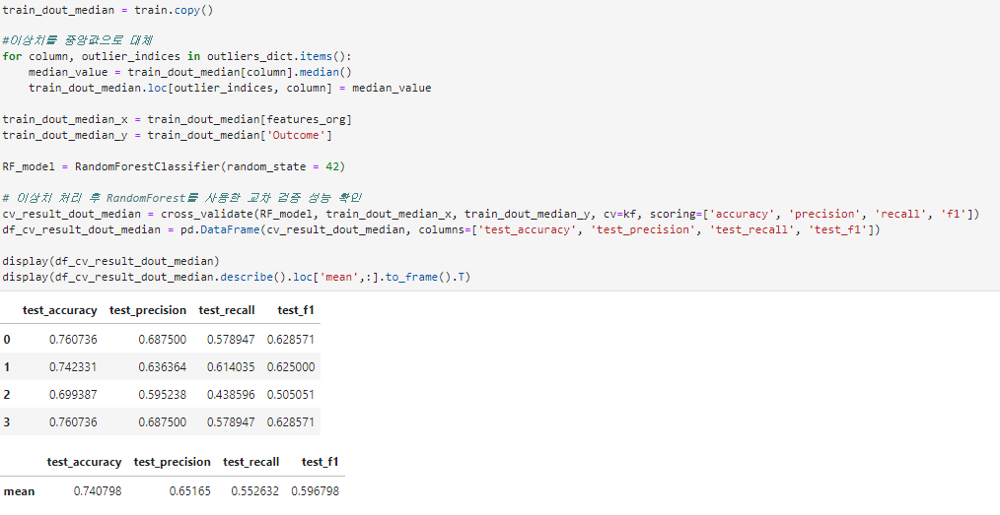 train_dout_median = train.copy()
#이상치를 중앙값으로 대체
for column, outlier_indices in outliers_dict.items():
    median_value = train_dout_median[column].median()
    train_dout_median.loc[outlier_indices, column] = median_value
train_dout_median_x = train_dout_median[features_org]
train_dout_median_y = train_dout_median['Outcome']
RF_model = RandomForestClassifier(random_state = 42)
# 이상치 처리 후 RandomForest를 사용한 교차 검증 성능 확인
cv_result_dout_median = cross_validate(RF_model, train_dout_median_x, train_dout_median_y, cv=kf, scoring=['accuracy', 'precision', 'recall', 'f1'])
df_cv_result_dout_median = pd.DataFrame(cv_result_dout_median, columns=['test_accuracy', 'test_precision', 'test_recall', 'test_f1'])
display(df_cv_result_dout_median)
display(df_cv_result_dout_median.describe().loc['mean',:].to_frame().T)
test_accuracy test_precision test_recall test_f1
0 0.760736 0.687500 0.578947 0.628571
1 0.742331 0.636364 0.614035 0.625000
2 0.699387 0.595238 0.438596 0.505051
3 0.760736 0.687500 0.578947 0.628571
test_accuracy test_precision test_recall test_f1
mean 0.740798 0.65165 0.552632 0.596798